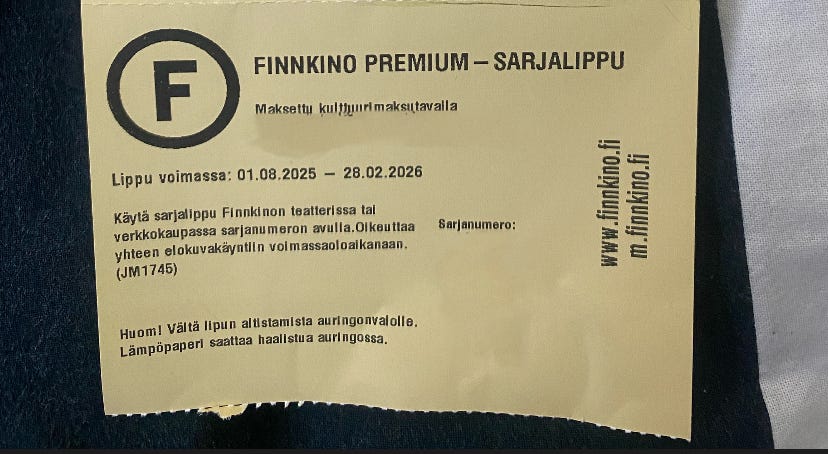 F
FINNKINO PREMIUM – SARJALIPPU
Maksettu kulttuurimaksutavalla
Lippu voimassa: 01.08.2025 – 28.02.2026
Käytä sarjalippu Finnkinon teatterissa tai
verkkokaupassa sarjanumeron avulla.Oikeuttaa
yhteen elokuvakäyntiin voimassaoloaikanaan.
(JM1745)
Sarjanumero:
Huom! Vältä lipun altistamista auringonvalolle.
Lämpöpaperi saattaa haalistua auringossa.
www.finnkino.fi
m.finnkino.fi